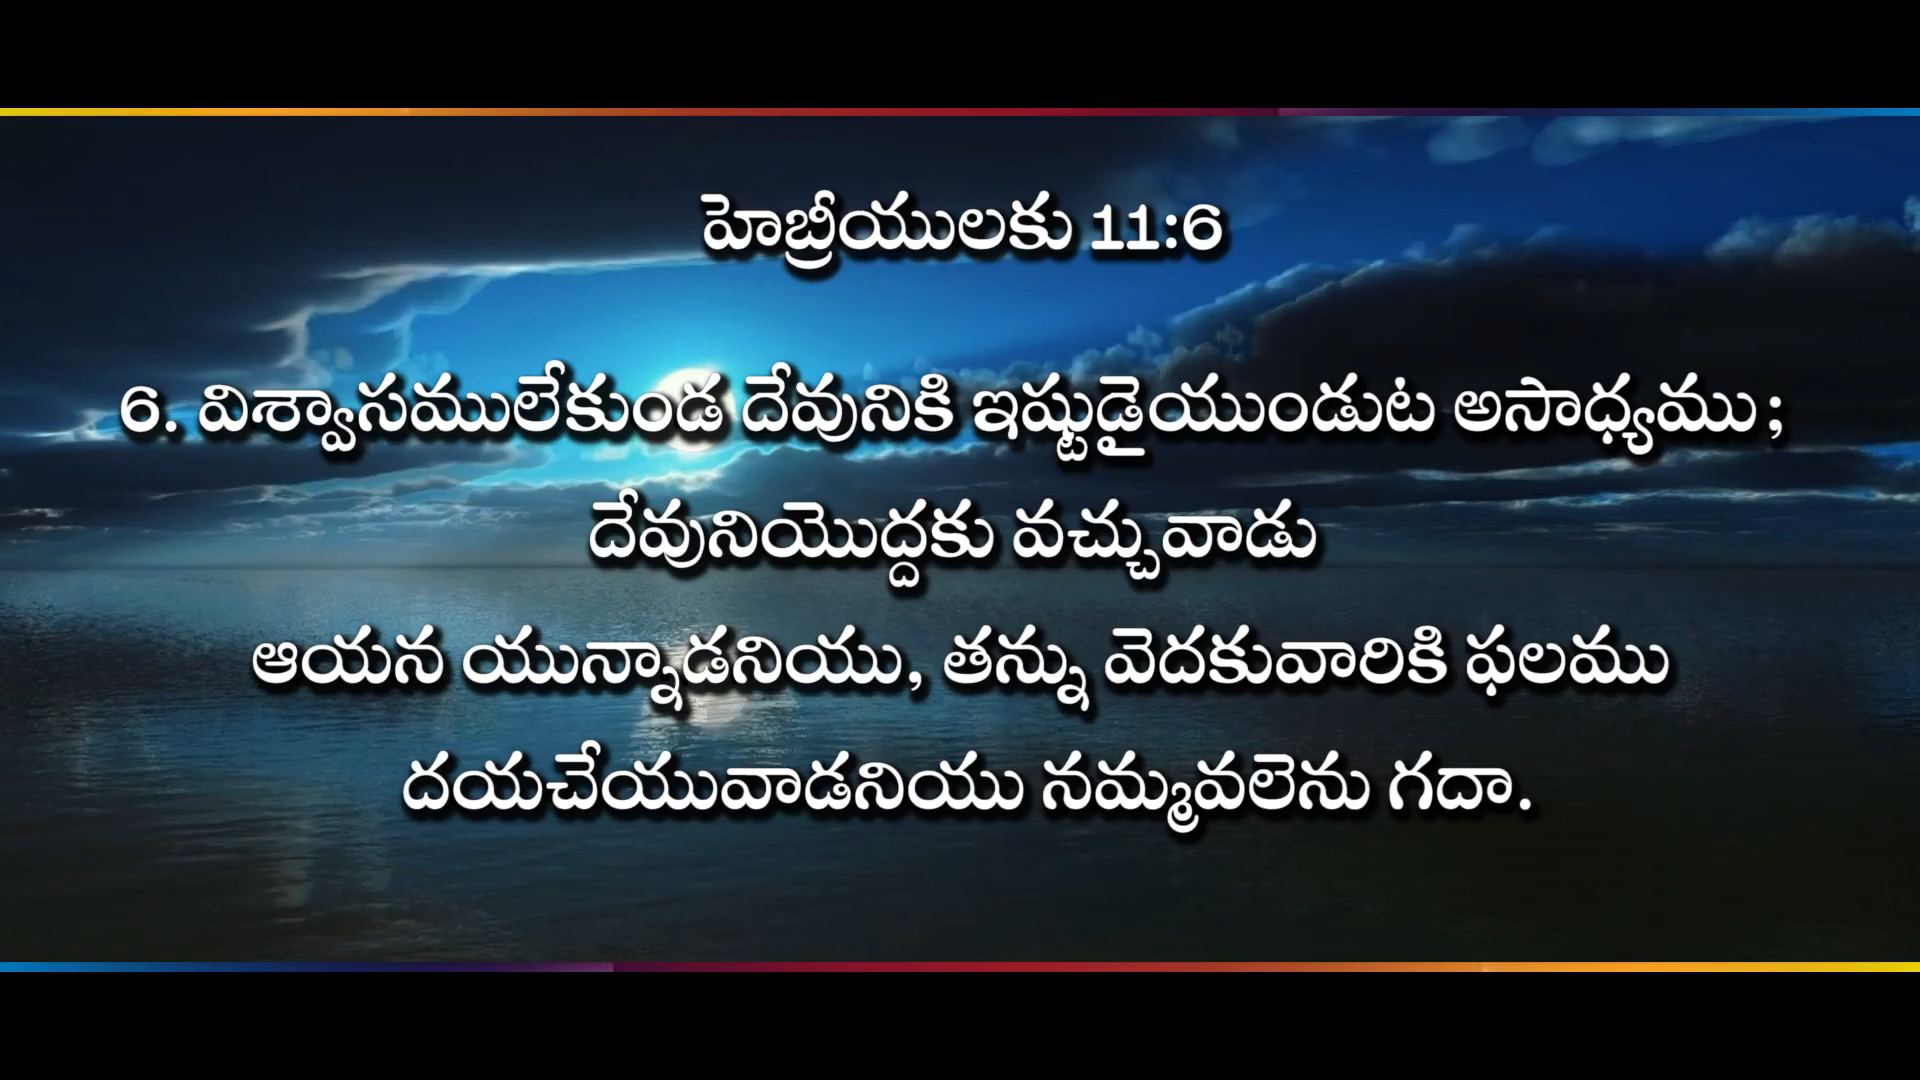 హెబ్రీయులకు 11:6
6. విశ్వాసములేకుండ దేవునికి ఇష్టుడైయుండుట అసాధ్యము;
దేవునియొద్దకు వచ్చువాడు
ఆయన యున్నాడనియు, తన్ను వెదకువారికి ఫలము
దయచేయువాడనియు నమ్మవలెను గదా.